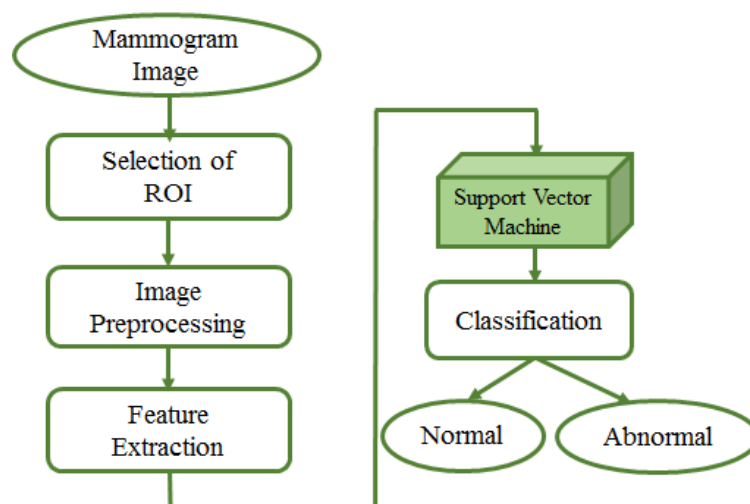 Mammogram
Image
Selection of
ROI
Image
Preprocessing
Feature
Extraction
Support Vector
Machine
Classification
Normal
Abnormal